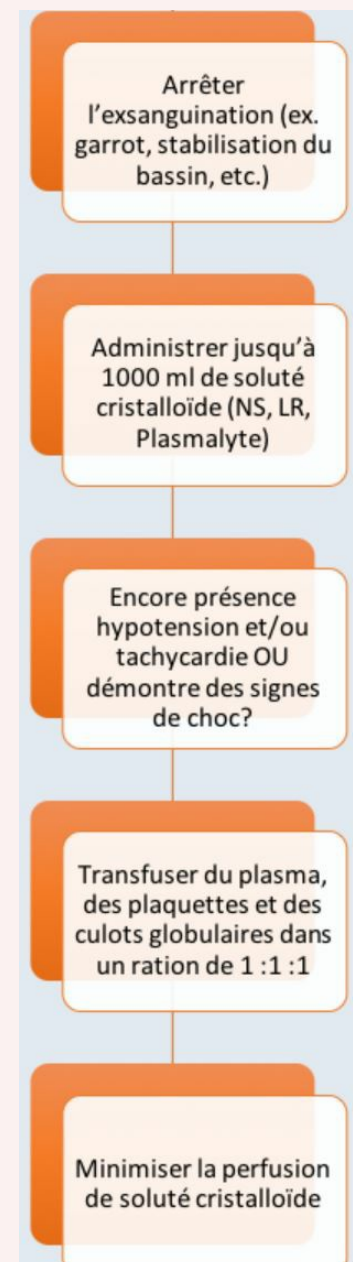 Arrêter
l’exsanguination (ex.
garrot, stabilisation du
bassin, etc.)
Administrer jusqu’à
1000 ml de soluté
cristalloïde (NS, LR,
Plasmalyte)
Encore présence
hypotension et/ou
tachycardie OU
démontre des signes
de choc?
Transfuser du plasma,
des plaquettes et des
culots globulaires dans
un ration de 1 :1 :1
Minimiser la perfusion
de soluté cristalloïde